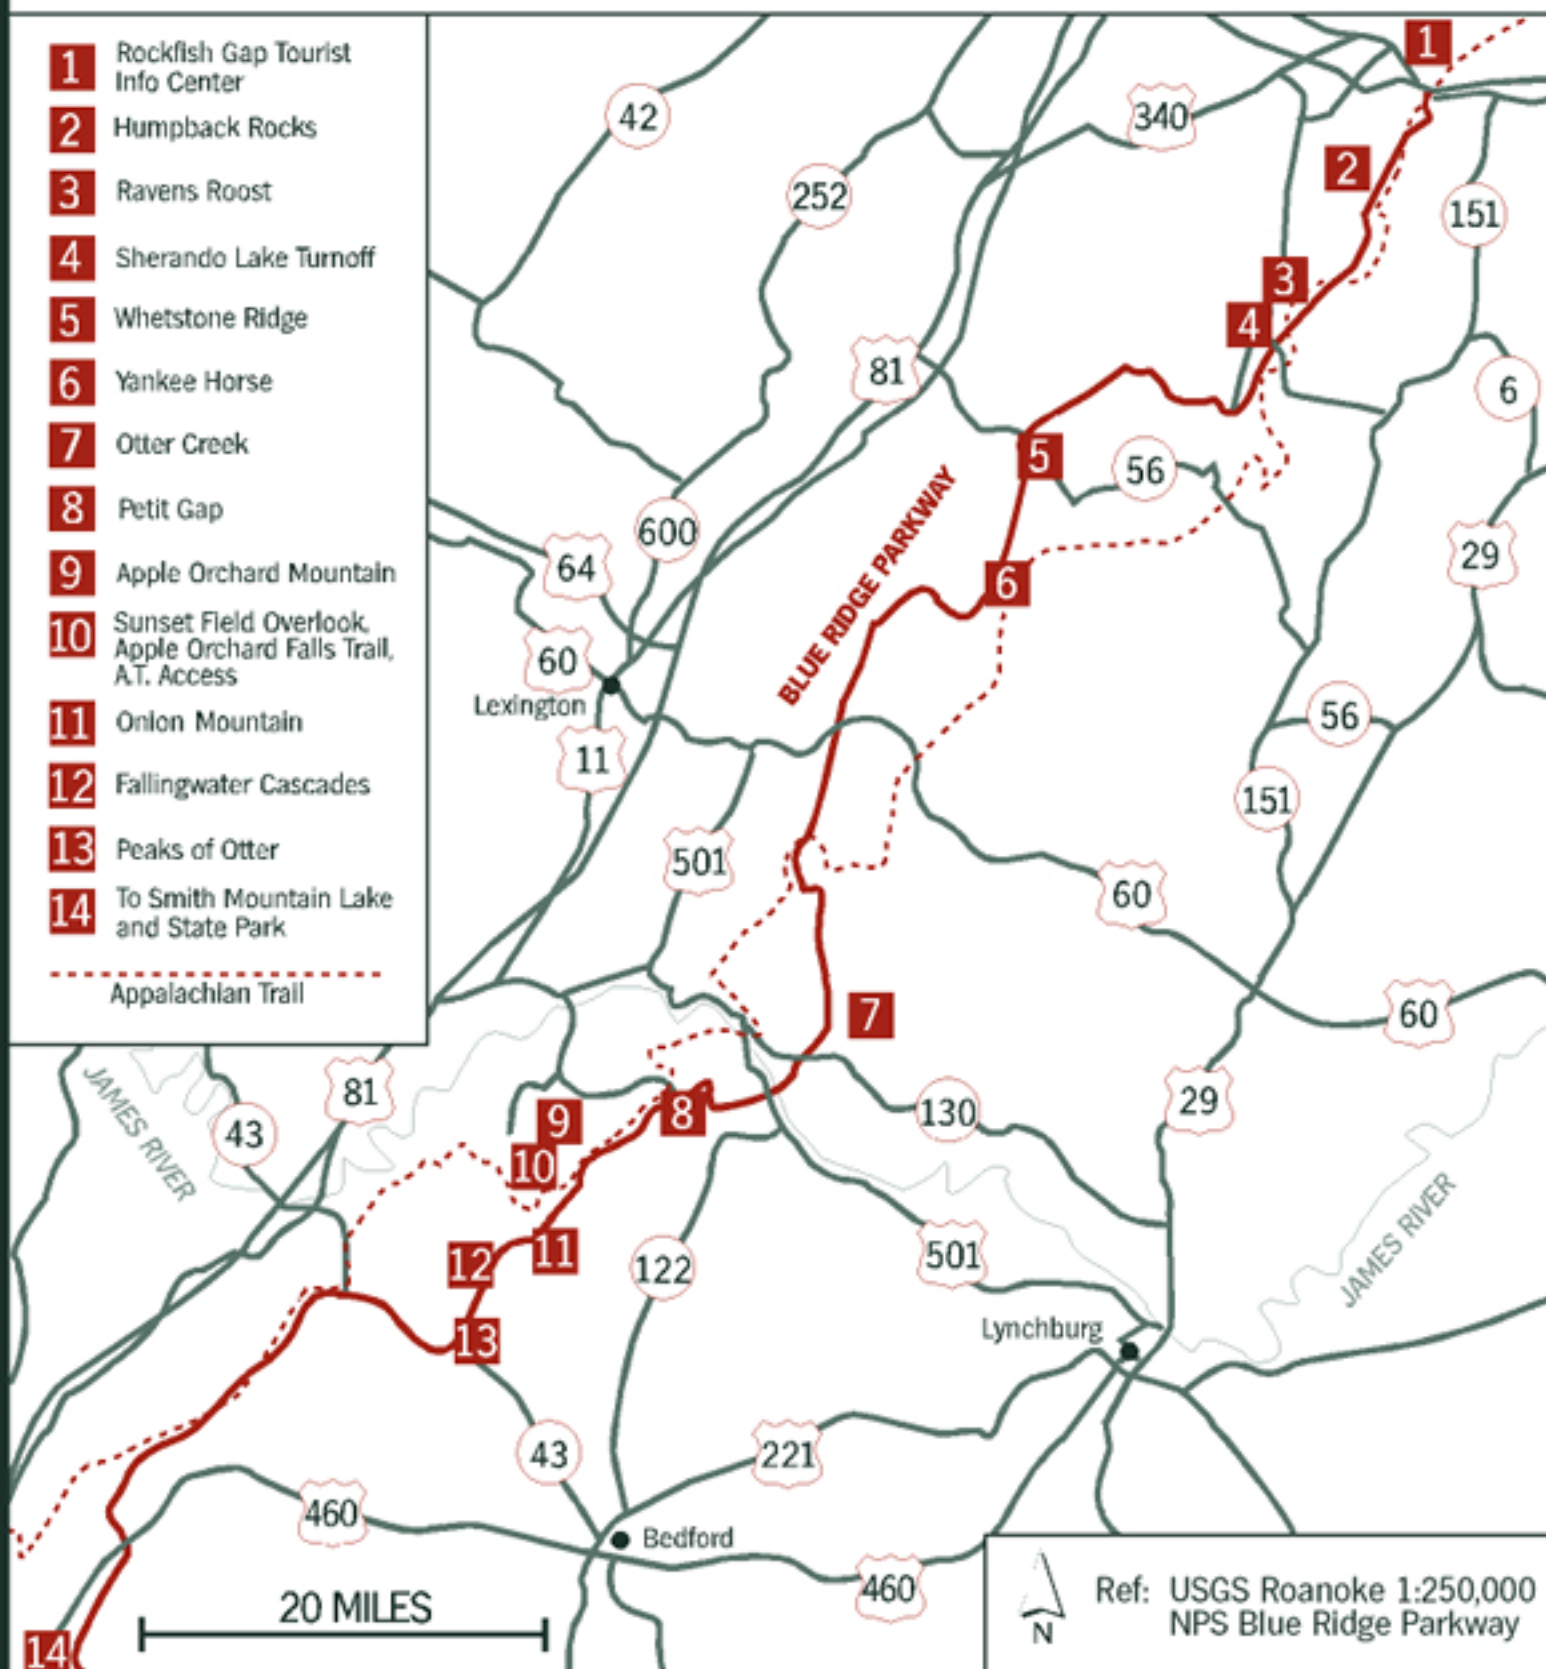 1 Rockfish Gap Tourist
Info Center
2 Humpback Rocks
3 Ravens Roost
4 Sherando Lake Turnoff
5 Whetstone Ridge
6 Yankee Horse
7 Otter Creek
8 Petit Gap
9 Apple Orchard Mountain
10 Sunset Field Overlook,
Apple Orchard Falls Trail,
A.T. Access
11 Onion Mountain
12 Fallingwater Cascades
13 Peaks of Otter
14 To Smith Mountain Lake
and State Park
Appalachian Trail
1
42
340
2
252
151
3
4
81
6
5
56
600
29
64
6
BLUE RIDGE PARKWAY
60
Lexington
56
11
151
501
60
7
60
81
29
43
JAMES RIVER
9
8
130
10
JAMES RIVER
12
11
501
122
13
Lynchburg
43
221
460
Bedford
460
20 MILES
14
N
Ref: USGS Roanoke 1:250,000
NPS Blue Ridge Parkway